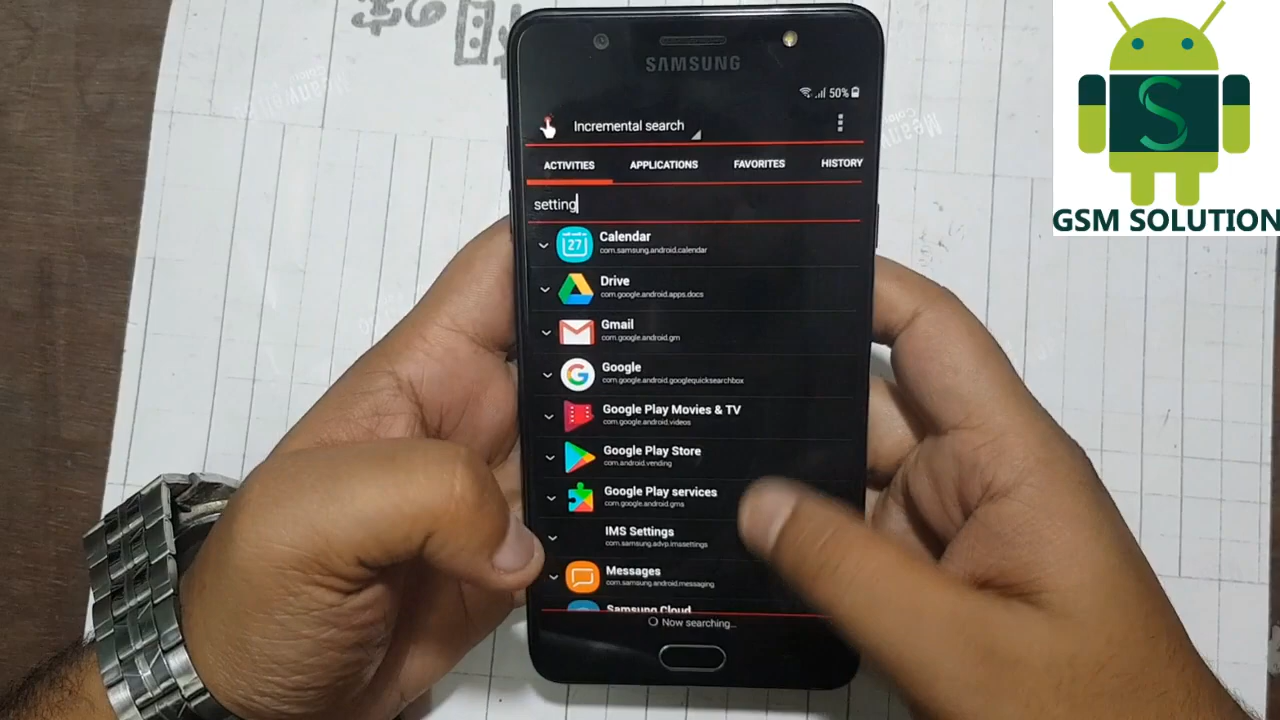 SAMSUNG
50%
Incremental search
ACTIVITIES APPLICATIONS FAVORITES HISTORY
setting
Calendar
com.samsung.android.calendar
Drive
com.google.android.apps.docs
Gmail
com.google.android.gm
Google
com.google.android.googlequicksearchbox
Google Play Movies & TV
com.google.android.videos
Google Play Store
com.android.vending
Google Play services
com.google.android.gms
IMS Settings
com.samsung.advp.imssettings
Messages
com.samsung.android.messaging
Samsung Cloud
Now searching...
27
S
GSM SOLUTION